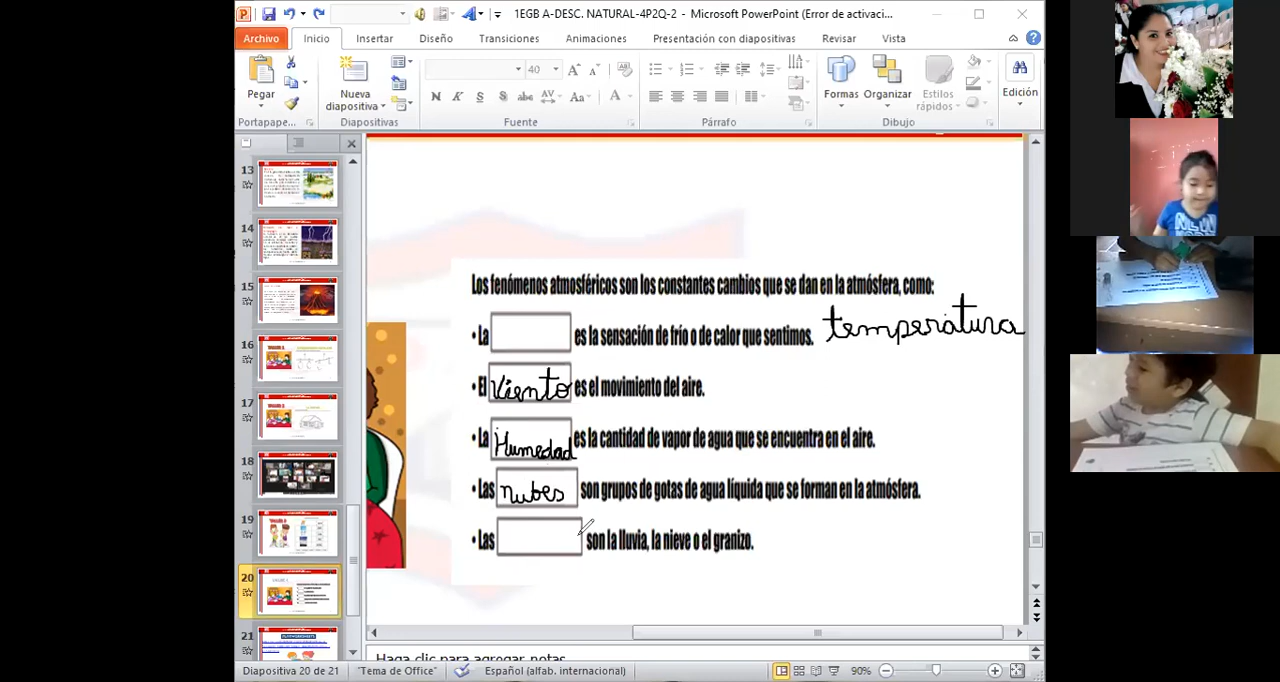 1EGB A-DESC. NATURAL-4P2Q-2 - Microsoft PowerPoint (Error de activaci...
Archivo Inicio Insertar Diseño Transiciones Animaciones Presentación con diapositivas Revisar Vista
40
Pegar Nueva diapositiva N K S S abc AV Aa A Formas Organizar Estilos rápidos Edición
Portapape... Diapositivas Fuente Párrafo Dibujo
13
14
15
16
17
18
19
20
21
Los fenómenos atmosféricos son los constantes cambios que se dan en la atmósfera, como:
• La es la sensación de frío o de calor que sentimos. temperatura
• El Viento es el movimiento del aire.
• La Humedad es la cantidad de vapor de agua que se encuentra en el aire.
• Las nubes son grupos de gotas de agua líquida que se forman en la atmósfera.
• Las son la lluvia, la nieve o el granizo.
Haga clic para agregar notas
Diapositiva 20 de 21 "Tema de Office" Español (alfab. internacional) 90%